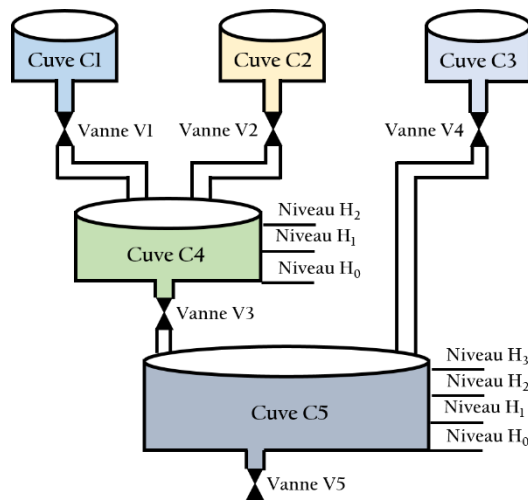 Cuve C1
Cuve C2
Cuve C3
Vanne V1
Vanne V2
Vanne V4
Niveau H₂
Niveau H₁
Cuve C4
Niveau H₀
Vanne V3
Niveau H₃
Niveau H₂
Cuve C5
Niveau H₁
Niveau H₀
Vanne V5